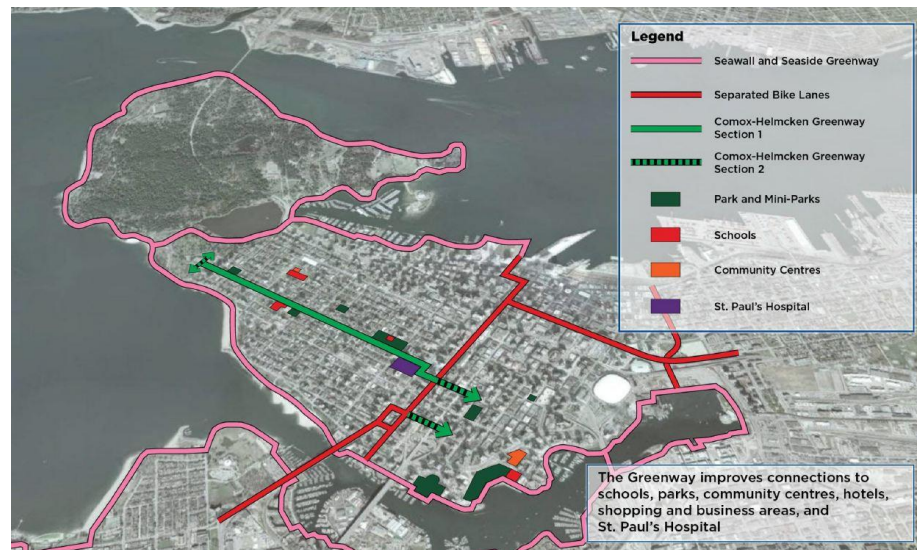 Legend
Seawall and Seaside Greenway
Separated Bike Lanes
Comox-Helmcken Greenway
Section 1
Comox-Helmcken Greenway
Section 2
Park and Mini-Parks
Schools
Community Centres
St. Paul's Hospital
The Greenway improves connections to
schools, parks, community centres, hotels,
shopping and business areas, and
St. Paul's Hospital